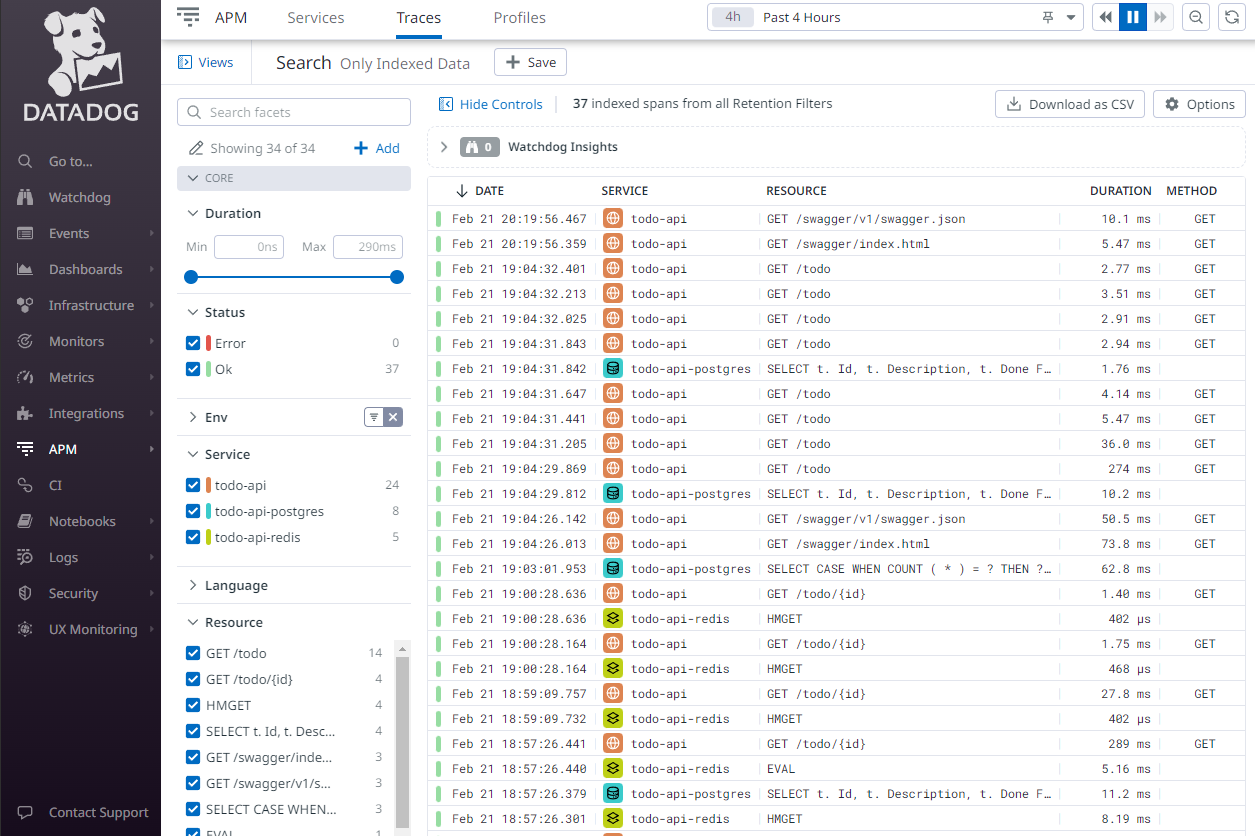 DATADOG
Go to...
Watchdog
Events
Dashboards
Infrastructure
Monitors
Metrics
Integrations
APM
CI
Notebooks
Logs
Security
UX Monitoring
Contact Support
APM Services Traces Profiles
4h Past 4 Hours
Views Search Only Indexed Data + Save
Search facets
Showing 34 of 34 + Add
CORE
Duration
Min 0ns Max 290ms
Status
Error 0
Ok 37
Env
Service
todo-api 24
todo-api-postgres 8
todo-api-redis 5
Language
Resource
GET /todo 14
GET /todo/{id} 4
HMGET 4
SELECT t. Id, t. Desc... 4
GET /swagger/inde... 3
GET /swagger/v1/s... 3
SELECT CASE WHEN... 3
EVAL 1
Hide Controls 37 indexed spans from all Retention Filters Download as CSV Options
0 Watchdog Insights
DATE SERVICE RESOURCE DURATION METHOD
Feb 21 20:19:56.467 todo-api GET /swagger/v1/swagger.json 10.1 ms GET
Feb 21 20:19:56.359 todo-api GET /swagger/index.html 5.47 ms GET
Feb 21 19:04:32.401 todo-api GET /todo 2.77 ms GET
Feb 21 19:04:32.213 todo-api GET /todo 3.51 ms GET
Feb 21 19:04:32.025 todo-api GET /todo 2.91 ms GET
Feb 21 19:04:31.843 todo-api GET /todo 2.94 ms GET
Feb 21 19:04:31.842 todo-api-postgres SELECT t. Id, t. Description, t. Done F… 1.76 ms
Feb 21 19:04:31.647 todo-api GET /todo 4.14 ms GET
Feb 21 19:04:31.441 todo-api GET /todo 5.47 ms GET
Feb 21 19:04:31.205 todo-api GET /todo 36.0 ms GET
Feb 21 19:04:29.869 todo-api GET /todo 274 ms GET
Feb 21 19:04:29.812 todo-api-postgres SELECT t. Id, t. Description, t. Done F… 10.2 ms
Feb 21 19:04:26.142 todo-api GET /swagger/v1/swagger.json 50.5 ms GET
Feb 21 19:04:26.013 todo-api GET /swagger/index.html 73.8 ms GET
Feb 21 19:03:01.953 todo-api-postgres SELECT CASE WHEN COUNT ( * ) = ? THEN ?… 62.8 ms
Feb 21 19:00:28.636 todo-api GET /todo/{id} 1.40 ms GET
Feb 21 19:00:28.636 todo-api-redis HMGET 402 µs
Feb 21 19:00:28.164 todo-api GET /todo/{id} 1.75 ms GET
Feb 21 19:00:28.164 todo-api-redis HMGET 468 µs
Feb 21 18:59:09.757 todo-api GET /todo/{id} 27.8 ms GET
Feb 21 18:59:09.732 todo-api-redis HMGET 402 µs
Feb 21 18:57:26.441 todo-api GET /todo/{id} 289 ms GET
Feb 21 18:57:26.440 todo-api-redis EVAL 5.16 ms
Feb 21 18:57:26.379 todo-api-postgres SELECT t. Id, t. Description, t. Done F… 11.2 ms
Feb 21 18:57:26.301 todo-api-redis HMGET 8.19 ms